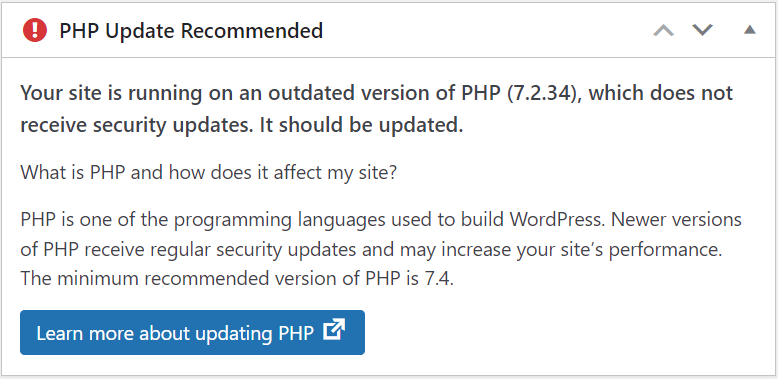 PHP Update Recommended
Your site is running on an outdated version of PHP (7.2.34), which does not
receive security updates. It should be updated.
What is PHP and how does it affect my site?
PHP is one of the programming languages used to build WordPress. Newer versions
of PHP receive regular security updates and may increase your site’s performance.
The minimum recommended version of PHP is 7.4.
Learn more about updating PHP